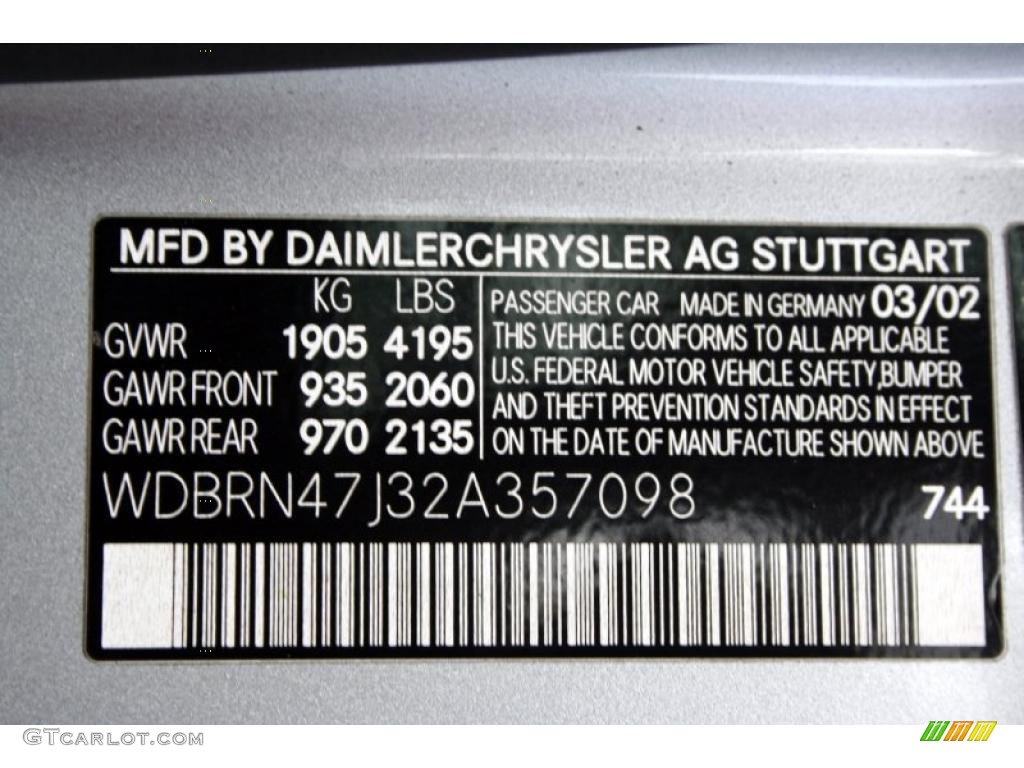 MFD BY DAIMLERCHRYSLER AG STUTTGART
KG LBS
GVWR 1905 4195
GAWR FRONT 935 2060
GAWR REAR 970 2135
PASSENGER CAR MADE IN GERMANY 03/02
THIS VEHICLE CONFORMS TO ALL APPLICABLE
U.S. FEDERAL MOTOR VEHICLE SAFETY,BUMPER
AND THEFT PREVENTION STANDARDS IN EFFECT
ON THE DATE OF MANUFACTURE SHOWN ABOVE
WDBRN47J32A357098 744
GTCARLOT.COM